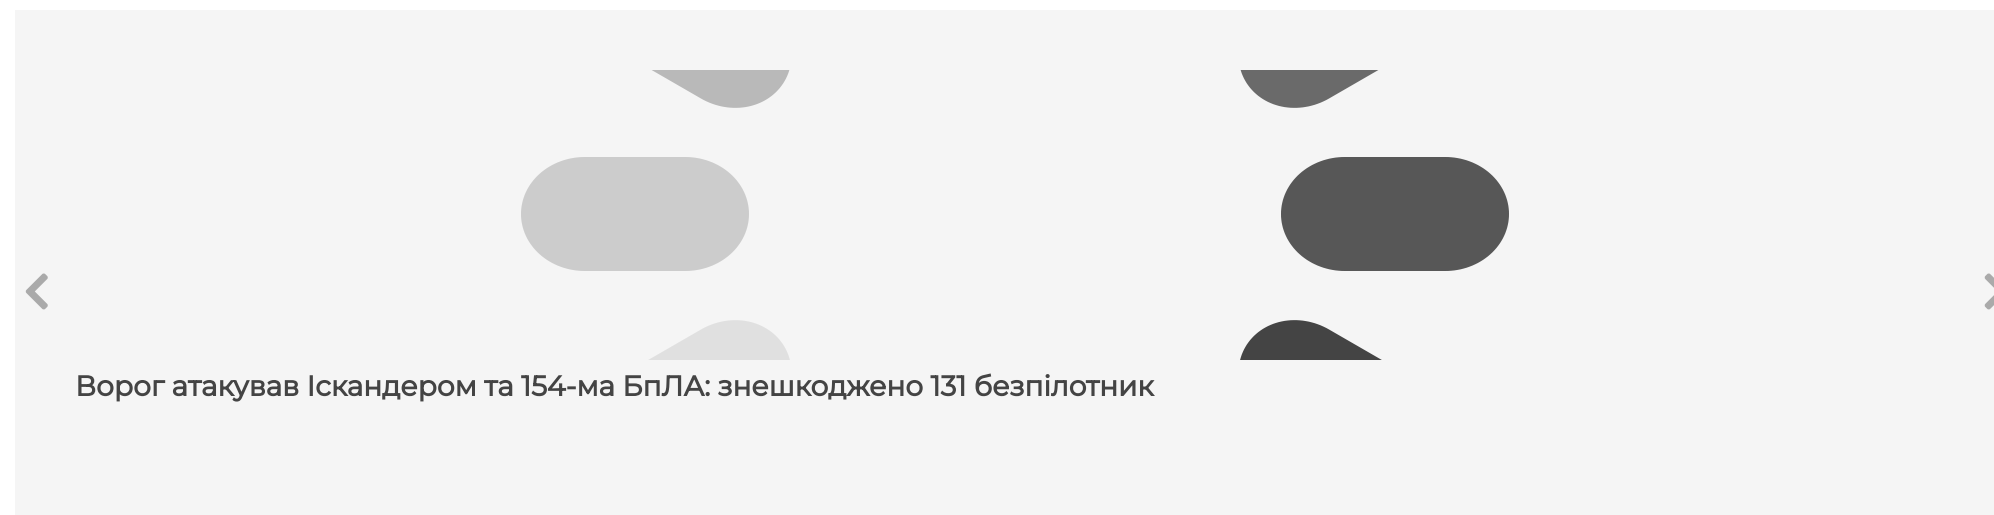 Ворог атакував Іскандером та 154-ма БпЛА: знешкоджено 131 безпілотник